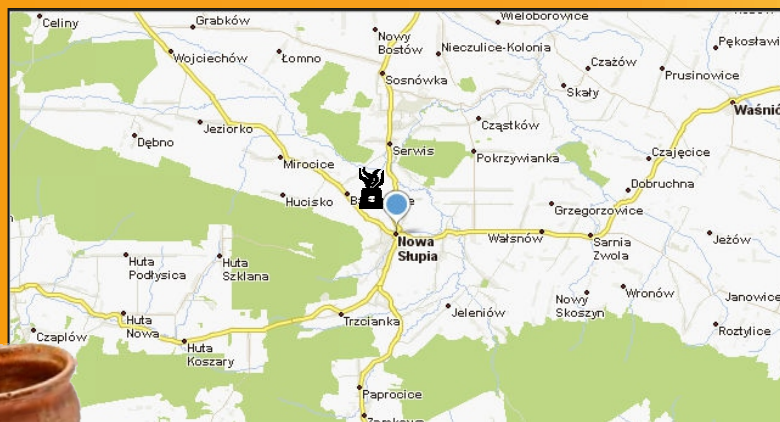 Celiny
Grabków
Wieloborowice
Nowy
Bostów
Nieczulice-Kolonia
Pękosławi
Wojciechów
Łomno
Sosnówka
Czażów
Prusinowice
Skały
Waśnió
Jeziorko
Cząstków
Dębno
Serwis
Pokrzywianka
Czajęcice
Mirocice
Dobruchna
Hucisko
Grzegorzowice
Nowa
Słupia
Wałsnów
Sarnia
Zwola
Jeżów
Huta
Podłysica
Huta
Szklana
Nowy
Skoszyn
Wronów
Janowice
Jeleniów
Trzcianka
Huta
Nowa
Czaplów
Huta
Koszary
Roztylice
Paprocice